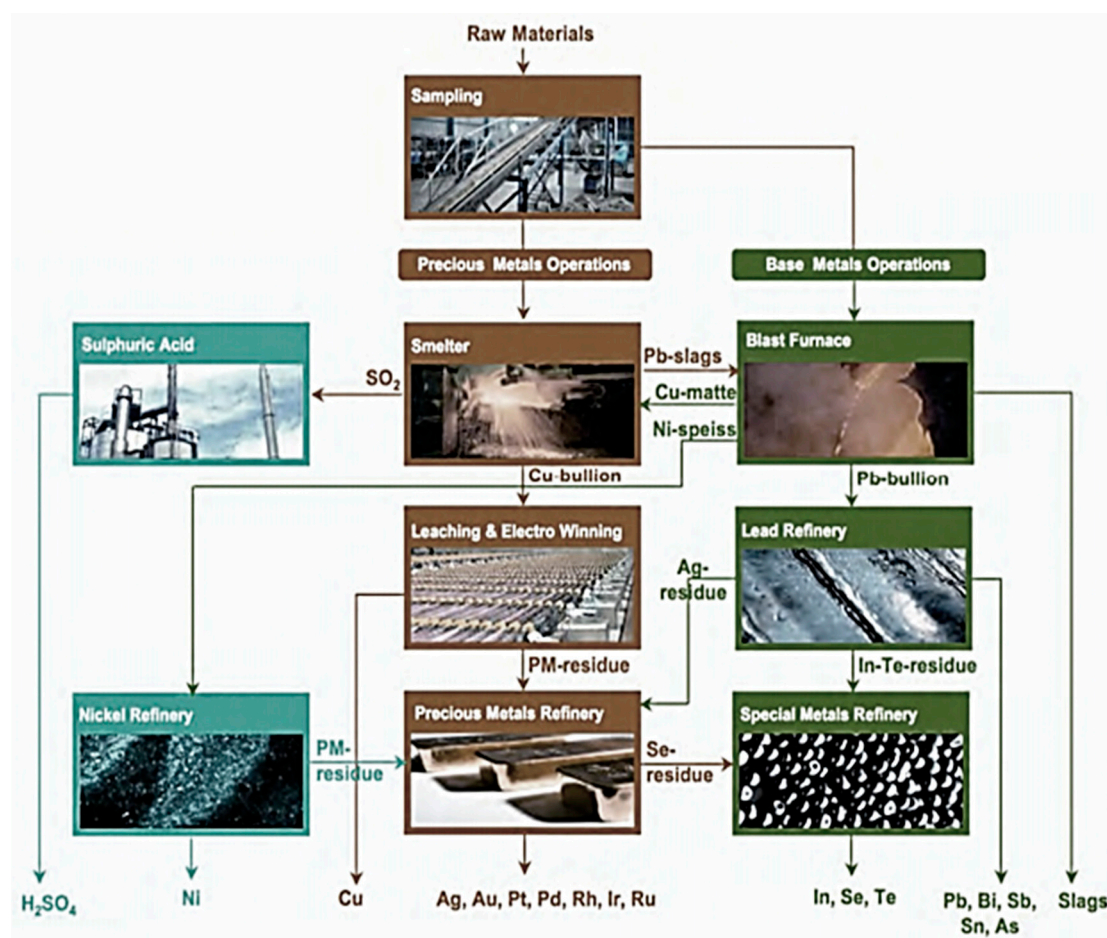 Raw Materials
Sampling
Precious Metals Operations
Base Metals Operations
Sulphuric Acid
Smelter
Blast Furnace
SO₂
Pb-slags
Cu-matte
Ni-speiss
Cu-bullion
Pb-bullion
Leaching & Electro Winning
Lead Refinery
Ag-
residue
PM-residue
In-Te-residue
Nickel Refinery
Precious Metals Refinery
Special Metals Refinery
PM-
residue
Se-
residue
H₂SO₄
Ni
Cu
Ag, Au, Pt, Pd, Rh, Ir, Ru
In, Se, Te
Pb, Bi, Sb,
Sn, As
Slags